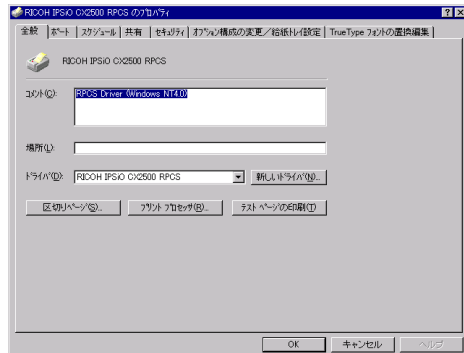 RICOH IPSiO CX2500 RPCS のプロパティ
全般 ポート スケジュール 共有 セキュリティ オプション構成の変更／給紙トレイ設定 TrueType フォントの置換編集
RICOH IPSiO CX2500 RPCS
コメント(C): RPCS Driver (Windows NT4.0)
場所(L):
ドライバ(D): RICOH IPSiO CX2500 RPCS 新しいドライバ(N)...
区切りページ(S)... プリント プロセッサ(R)... テスト ページの印刷(T)
OK キャンセル ヘルプ